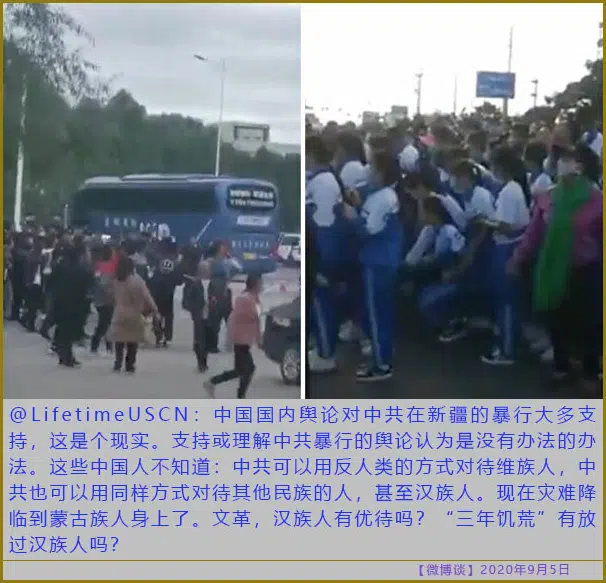 @LifetimeUSCN：中国国内舆论对中共在新疆的暴行大多支
持，这是个现实。支持或理解中共暴行的舆论认为是没有办法的办
法。这些中国人不知道：中共可以用反人类的方式对待维族人，中
共也可以用同样方式对待其他民族的人，甚至汉族人。现在灾难降
临到蒙古族人身上了。文革，汉族人有优待吗？“三年饥荒”有放
过汉族人吗？
【微博谈】2020年9月5日